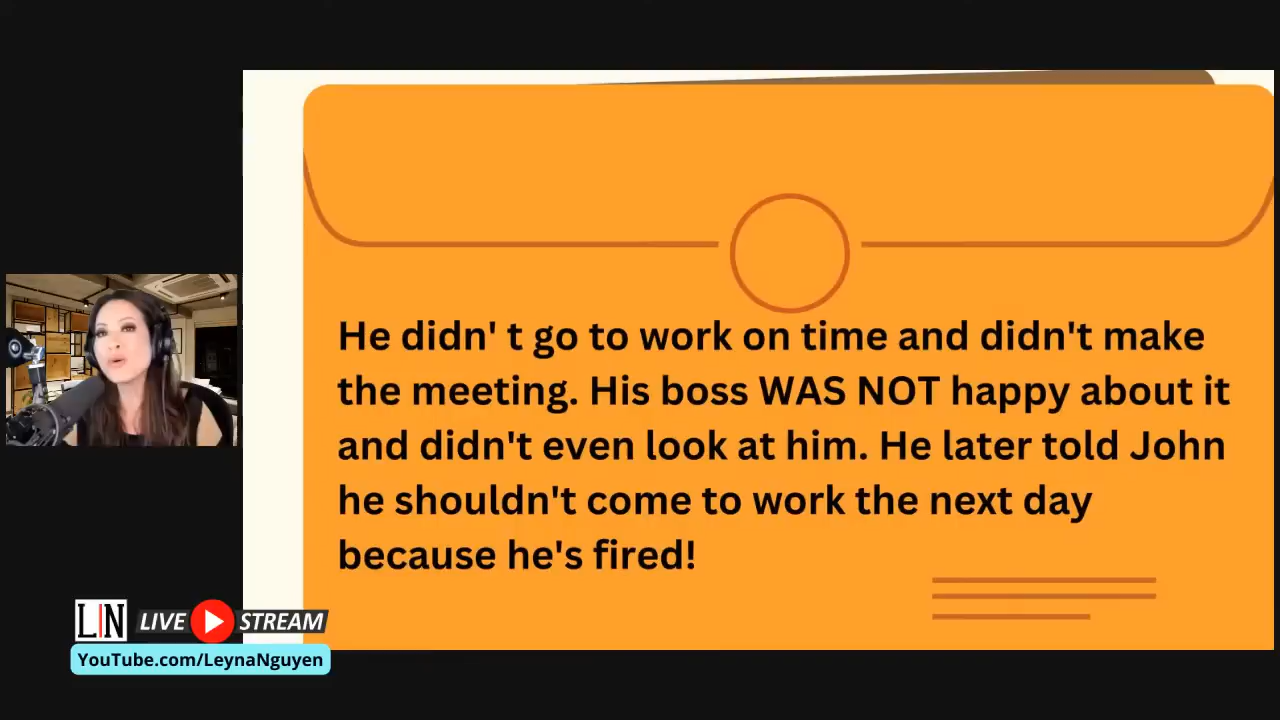 He didn' t go to work on time and didn't make
the meeting. His boss WAS NOT happy about it
and didn't even look at him. He later told John
he shouldn't come to work the next day
because he's fired!
LN LIVE STREAM
YouTube.com/LeynaNguyen